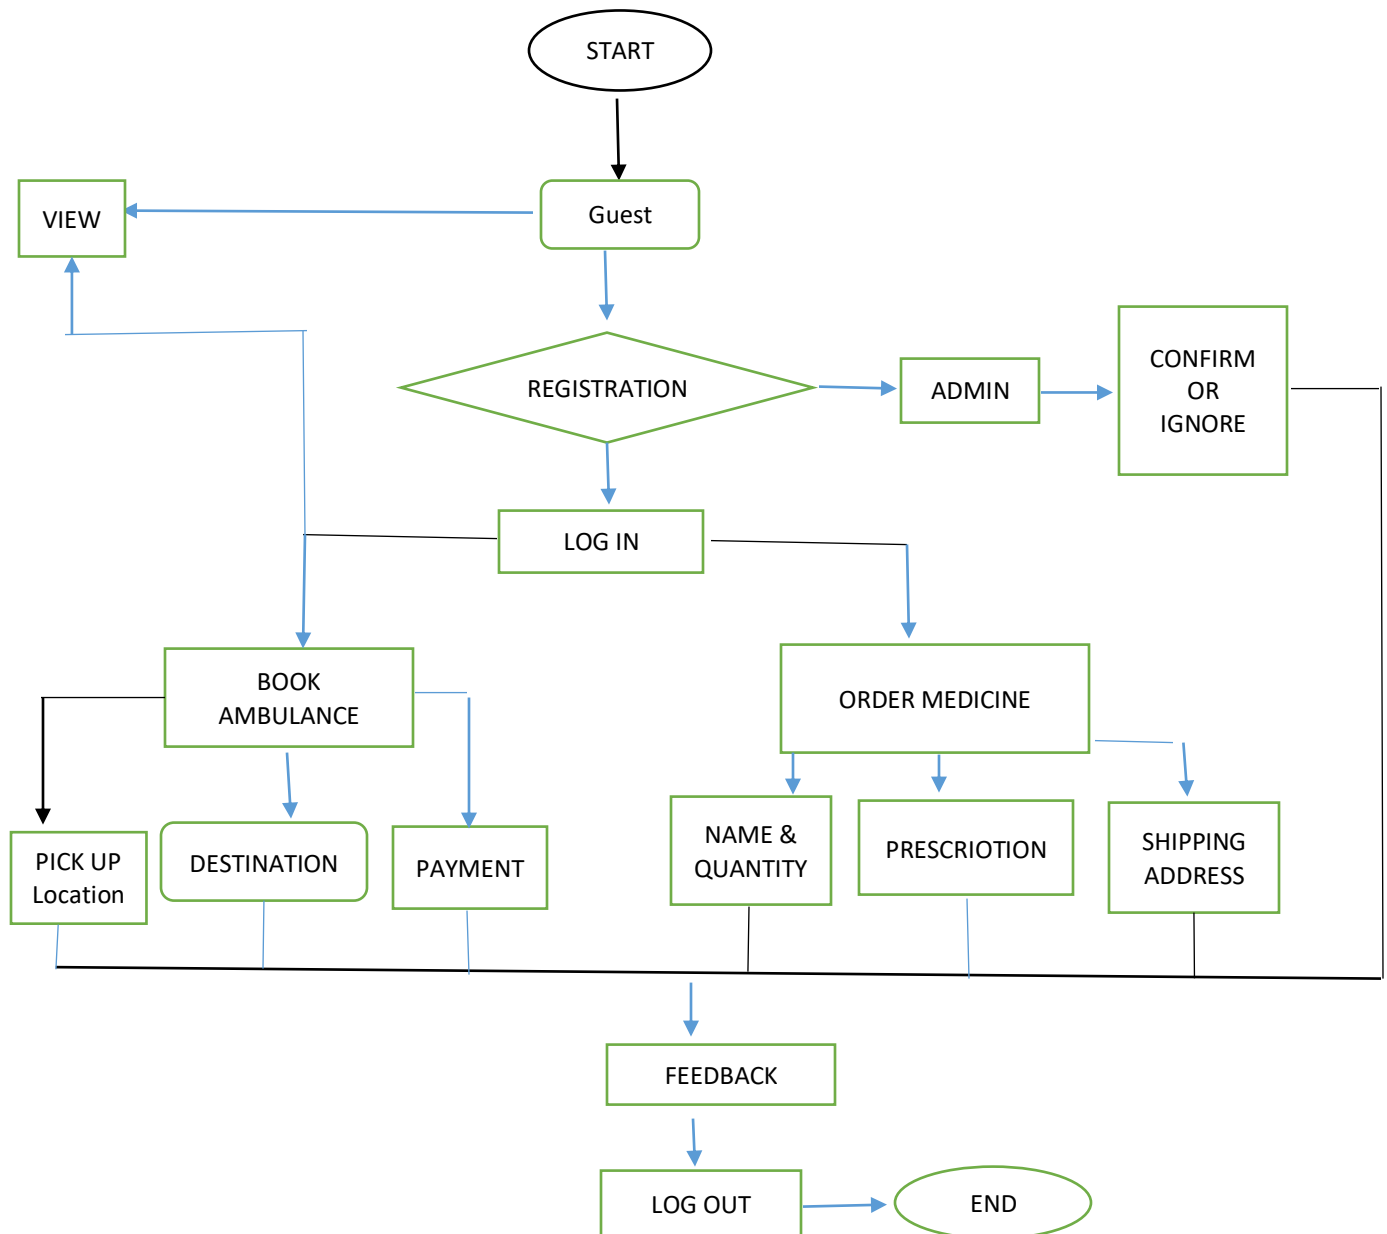 START
VIEW
Guest
REGISTRATION
ADMIN
CONFIRM
OR
IGNORE
LOG IN
BOOK
AMBULANCE
ORDER MEDICINE
PICK UP
Location
DESTINATION
PAYMENT
NAME &
QUANTITY
PRESCRIOTION
SHIPPING
ADDRESS
FEEDBACK
LOG OUT
END